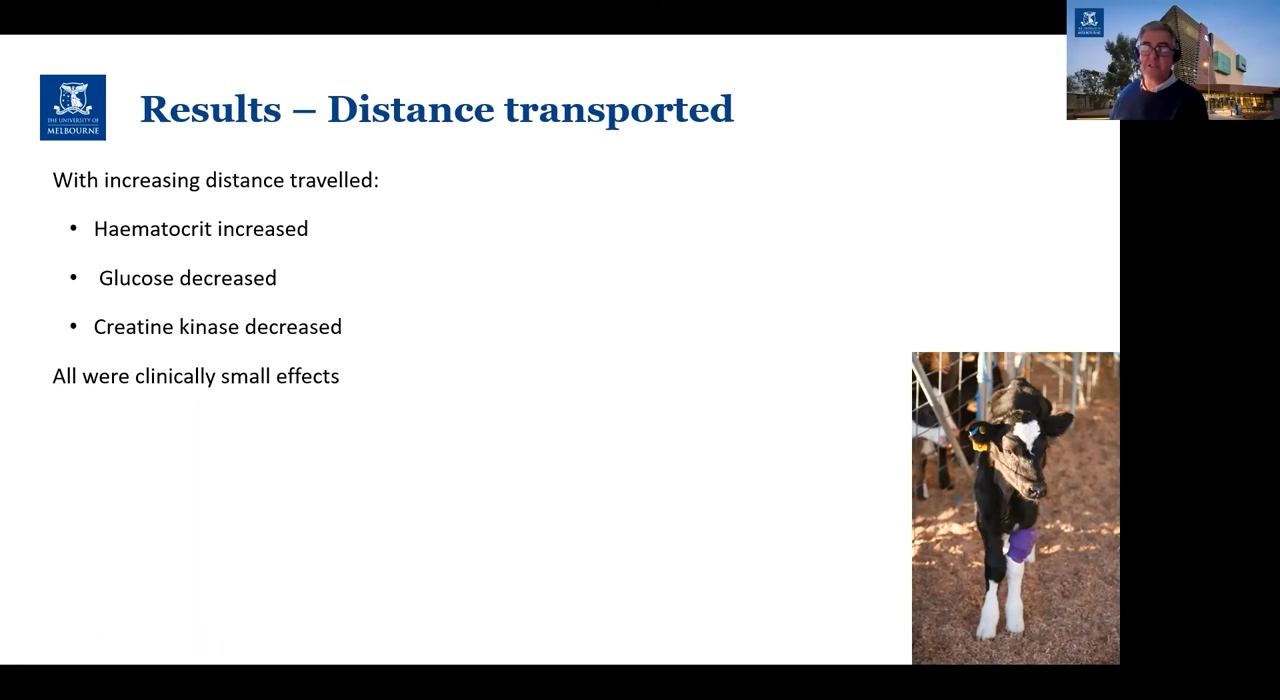 THE UNIVERSITY OF
MELBOURNE
Results – Distance transported
With increasing distance travelled:
• Haematocrit increased
• Glucose decreased
• Creatine kinase decreased
All were clinically small effects